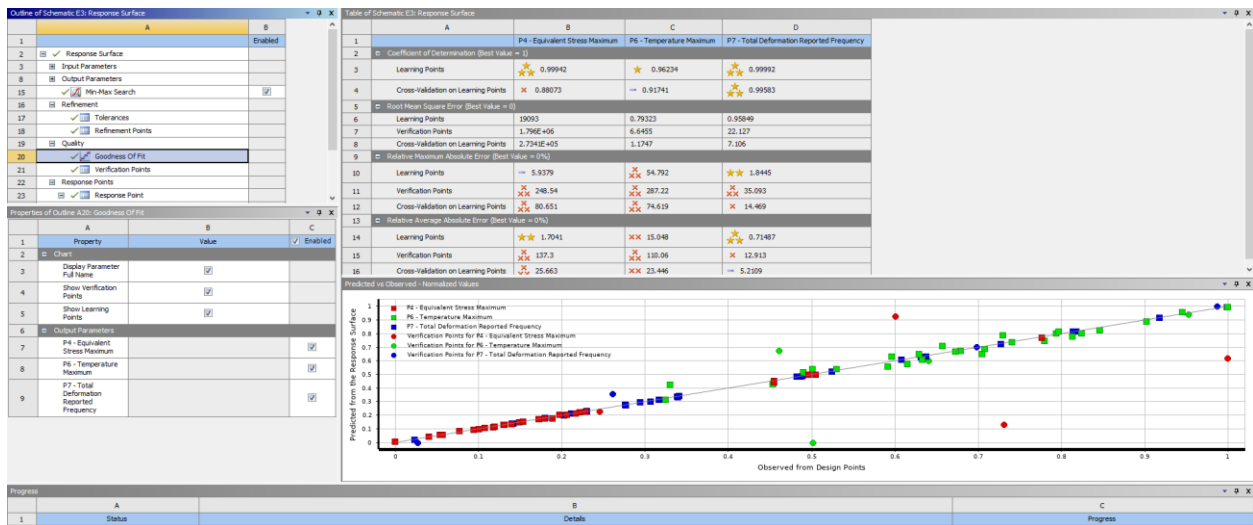 Outline of Schematic E3: Response Surface
A B
1 Enabled
2 Response Surface
3 Input Parameters
8 Output Parameters
15 Min-Max Search
16 Refinement
17 Tolerances
18 Refinement Points
19 Quality
20 Goodness Of Fit
21 Verification Points
22 Response Points
23 Response Point
Properties of Outline A20: Goodness Of Fit
A B C
1 Property Value Enabled
2 Chart
3 Display Parameter
Full Name
4 Show Verification
Points
5 Show Learning
Points
6 Output Parameters
7 P4 - Equivalent
Stress Maximum
8 P6 - Temperature
Maximum
9 P7 - Total
Deformation
Reported
Frequency
Table of Schematic E3: Response Surface
A B C D
1 P4 - Equivalent Stress Maximum P6 - Temperature Maximum P7 - Total Deformation Reported Frequency
2 Coefficient of Determination (Best Value = 1)
3 Learning Points 0.99942 0.96234 0.99992
4 Cross-Validation on Learning Points 0.88073 0.91741 0.99583
5 Root Mean Square Error (Best Value = 0)
6 Learning Points 19093 0.79323 0.95849
7 Verification Points 1.796E+06 6.6455 22.127
8 Cross-Validation on Learning Points 2.7341E+05 1.1747 7.106
9 Relative Maximum Absolute Error (Best Value = 0%)
10 Learning Points 5.9379 54.792 1.8445
11 Verification Points 248.54 287.22 35.093
12 Cross-Validation on Learning Points 80.651 74.619 14.469
13 Relative Average Absolute Error (Best Value = 0%)
14 Learning Points 1.7041 15.048 0.71487
15 Verification Points 137.3 110.06 12.913
16 Cross-Validation on Learning Points 25.663 23.446 5.2109
Predicted vs Observed - Normalized Values
Predicted from the Response Surface
1
0.9
0.8
0.7
0.6
0.5
0.4
0.3
0.2
0.1
0
P4 - Equivalent Stress Maximum
P6 - Temperature Maximum
P7 - Total Deformation Reported Frequency
Verification Points for P4 - Equivalent Stress Maximum
Verification Points for P6 - Temperature Maximum
Verification Points for P7 - Total Deformation Reported Frequency
0 0.1 0.2 0.3 0.4 0.5 0.6 0.7 0.8 0.9 1
Observed from Design Points
Progress
A B C
1 Status Details Progress